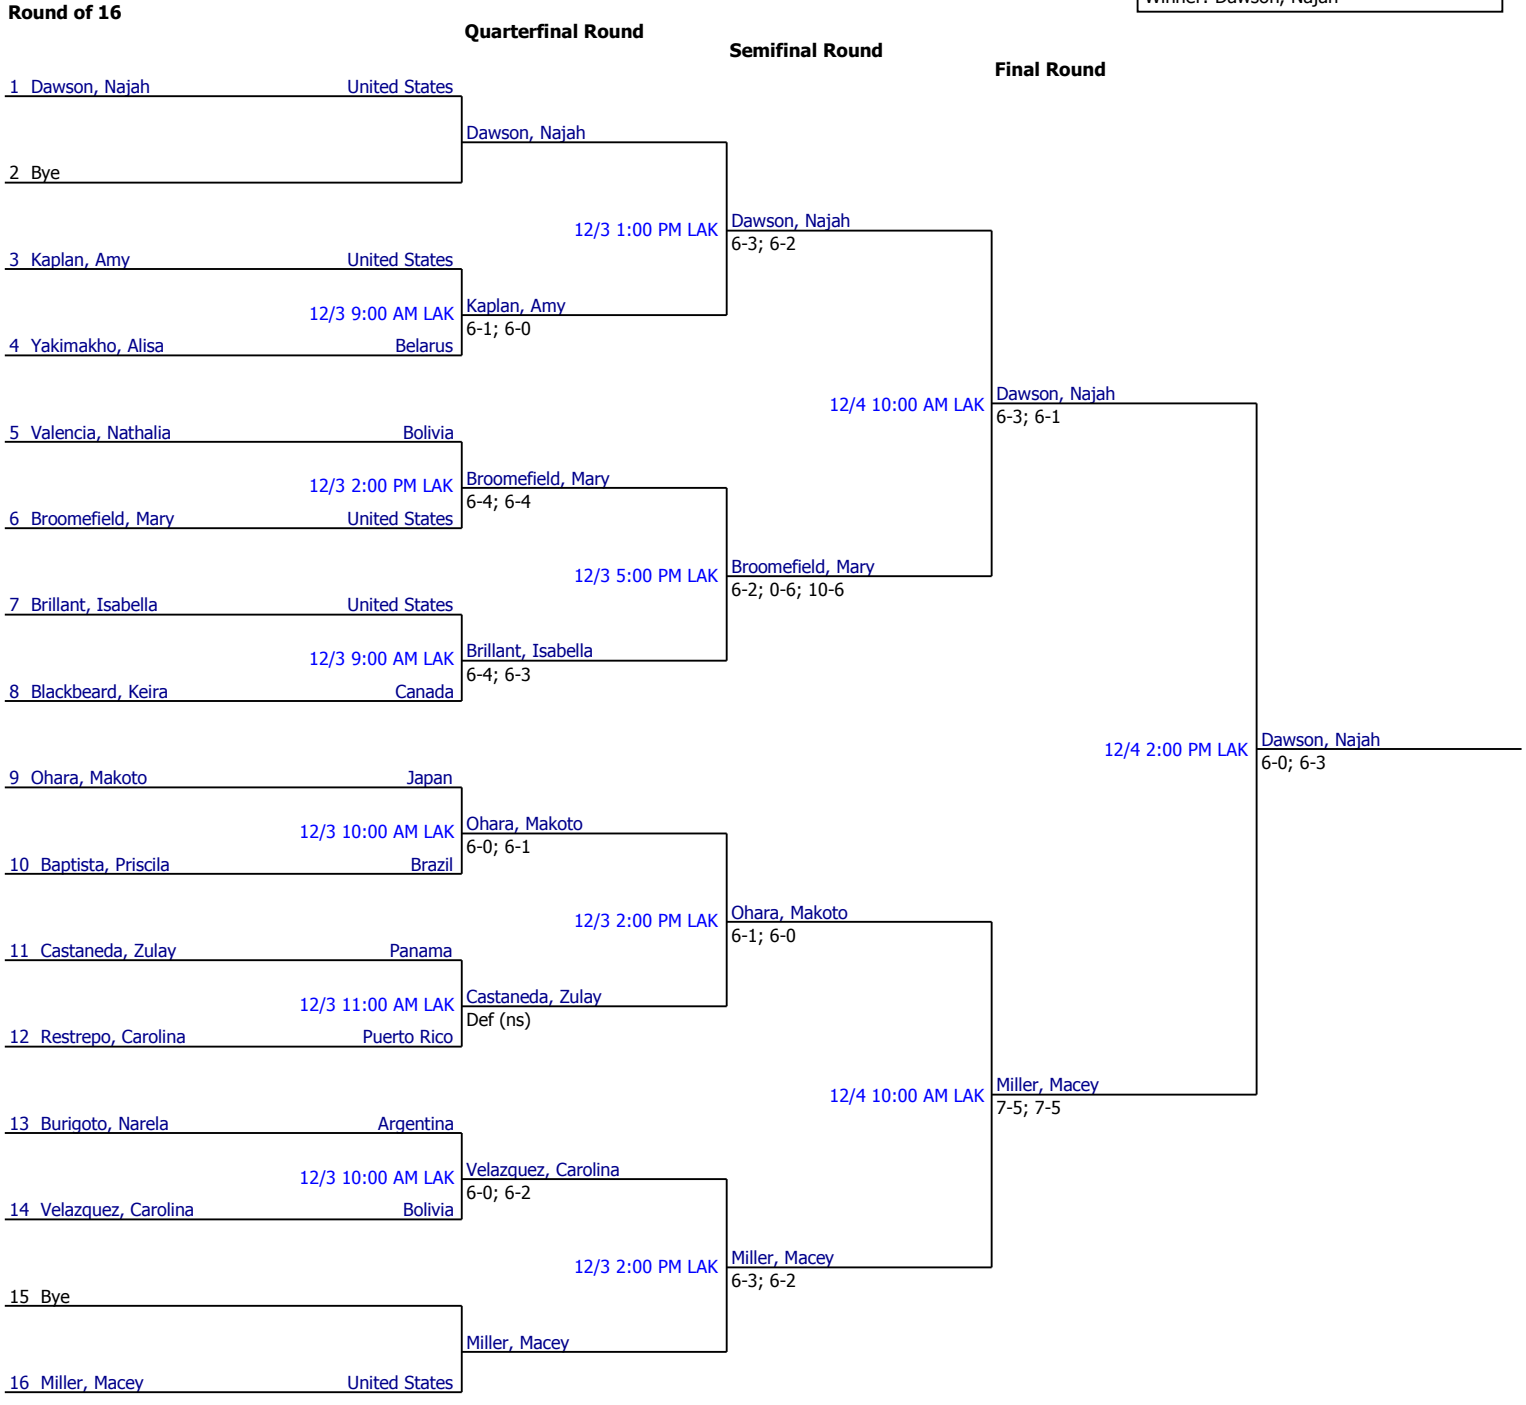 Winner: Dawson, Najah
Round of 16
Quarterfinal Round
Semifinal Round
Final Round
1 Dawson, Najah United States
Dawson, Najah
2 Bye
12/3 1:00 PM LAK Dawson, Najah
6-3; 6-2
3 Kaplan, Amy United States
12/3 9:00 AM LAK Kaplan, Amy
6-1; 6-0
4 Yakimakho, Alisa Belarus
12/4 10:00 AM LAK Dawson, Najah
6-3; 6-1
5 Valencia, Nathalia Bolivia
12/3 2:00 PM LAK Broomefield, Mary
6-4; 6-4
6 Broomefield, Mary United States
12/3 5:00 PM LAK Broomefield, Mary
6-2; 0-6; 10-6
7 Brillant, Isabella United States
12/3 9:00 AM LAK Brillant, Isabella
6-4; 6-3
8 Blackbeard, Keira Canada
12/4 2:00 PM LAK Dawson, Najah
6-0; 6-3
9 Ohara, Makoto Japan
12/3 10:00 AM LAK Ohara, Makoto
6-0; 6-1
10 Baptista, Priscila Brazil
12/3 2:00 PM LAK Ohara, Makoto
6-1; 6-0
11 Castaneda, Zulay Panama
12/3 11:00 AM LAK Castaneda, Zulay
Def (ns)
12 Restrepo, Carolina Puerto Rico
12/4 10:00 AM LAK Miller, Macey
7-5; 7-5
13 Burigoto, Narela Argentina
12/3 10:00 AM LAK Velazquez, Carolina
6-0; 6-2
14 Velazquez, Carolina Bolivia
12/3 2:00 PM LAK Miller, Macey
6-3; 6-2
15 Bye
Miller, Macey
16 Miller, Macey United States